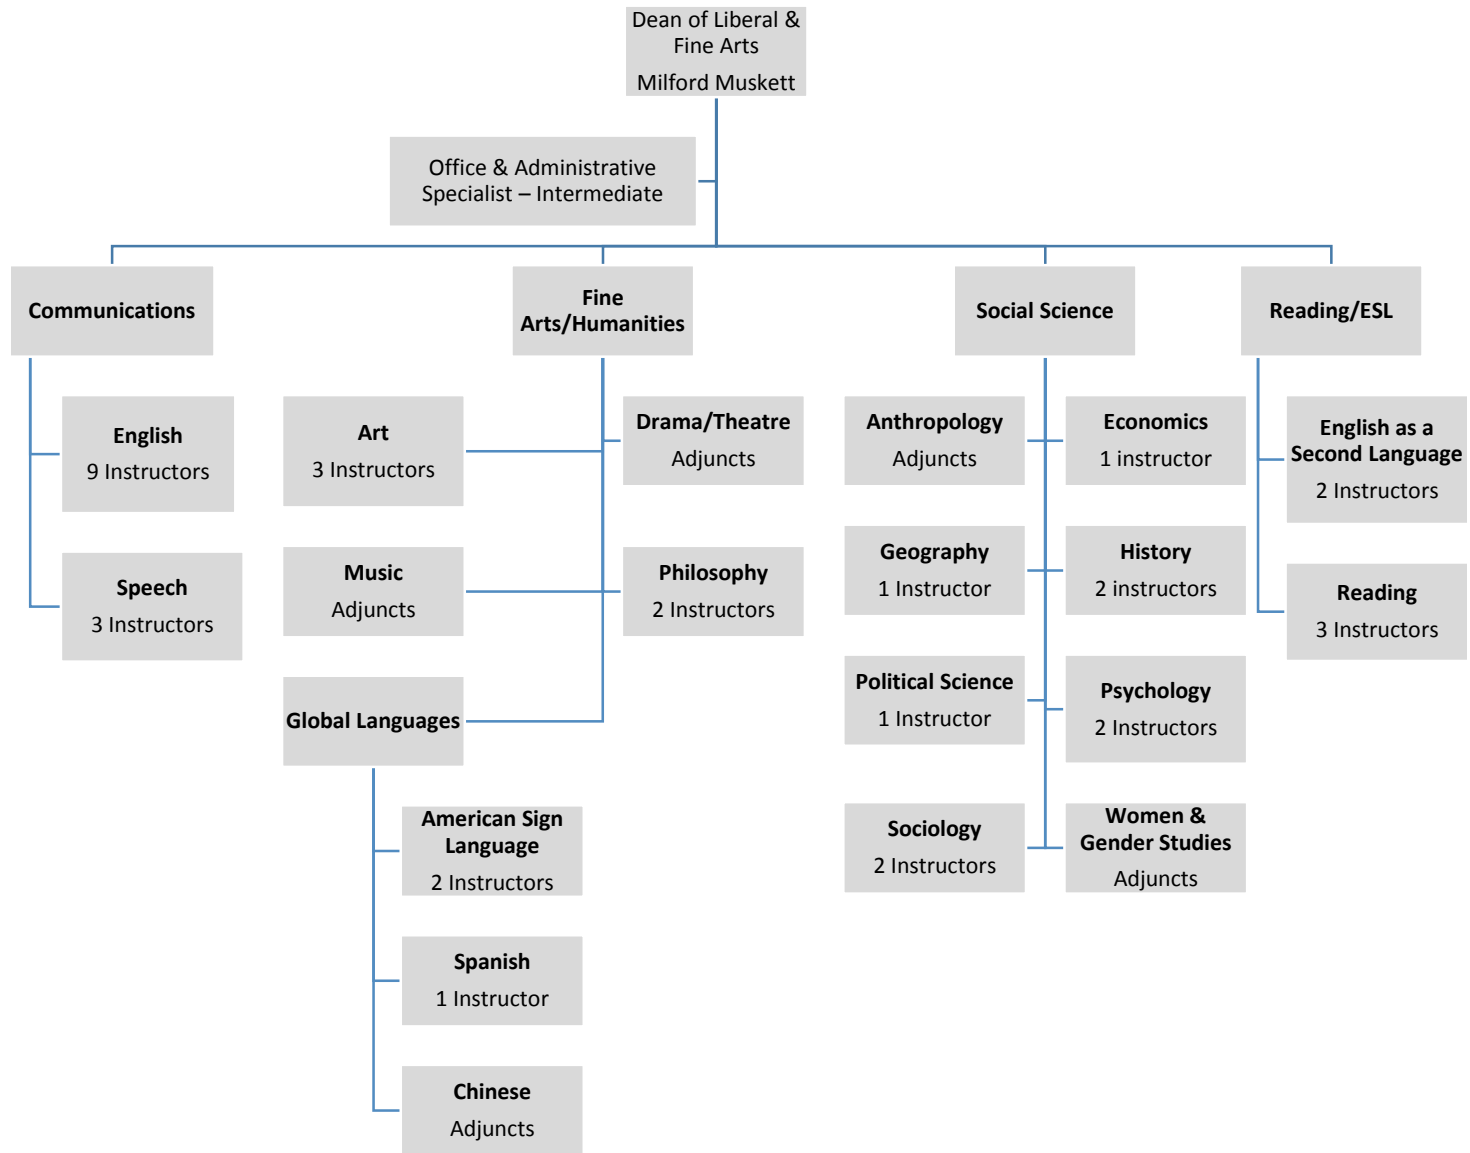 Dean of Liberal &
Fine Arts
Milford Muskett
Office & Administrative
Specialist – Intermediate
Communications
Fine
Arts/Humanities
Social Science
Reading/ESL
English
9 Instructors
Speech
3 Instructors
Art
3 Instructors
Drama/Theatre
Adjuncts
Music
Adjuncts
Philosophy
2 Instructors
Global Languages
American Sign
Language
2 Instructors
Spanish
1 Instructor
Chinese
Adjuncts
Anthropology
Adjuncts
Economics
1 instructor
Geography
1 Instructor
History
2 instructors
Political Science
1 Instructor
Psychology
2 Instructors
Sociology
2 Instructors
Women &
Gender Studies
Adjuncts
English as a
Second Language
2 Instructors
Reading
3 Instructors